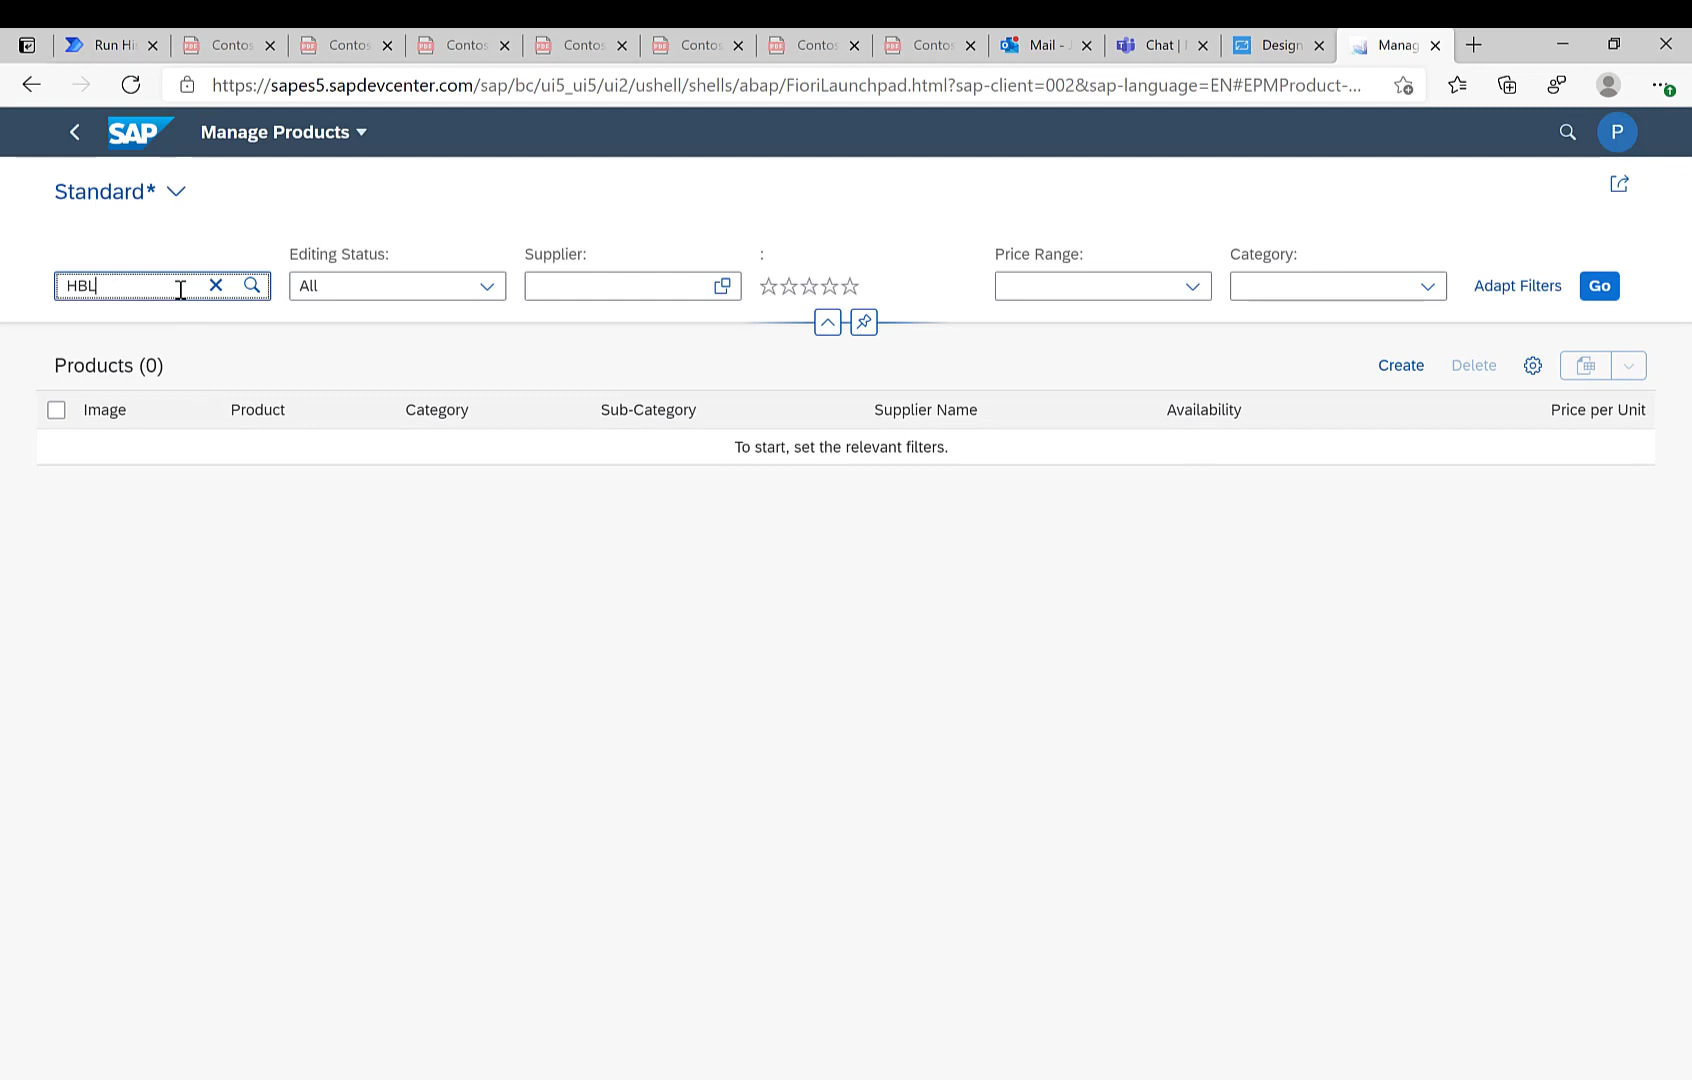 Run Hi Contos Contos Contos Contos Contos Contos Contos Mail - Chat | Design Manag
https://sapes5.sapdevcenter.com/sap/bc/ui5_ui5/ui2/ushell/shells/abap/FioriLaunchpad.html?sap-client=002&sap-language=EN#EPMProduct-...
SAP Manage Products P
Standard*
Editing Status: Supplier: : Price Range: Category:
HBL All Adapt Filters Go
Products (0) Create Delete
Image Product Category Sub-Category Supplier Name Availability Price per Unit
To start, set the relevant filters.